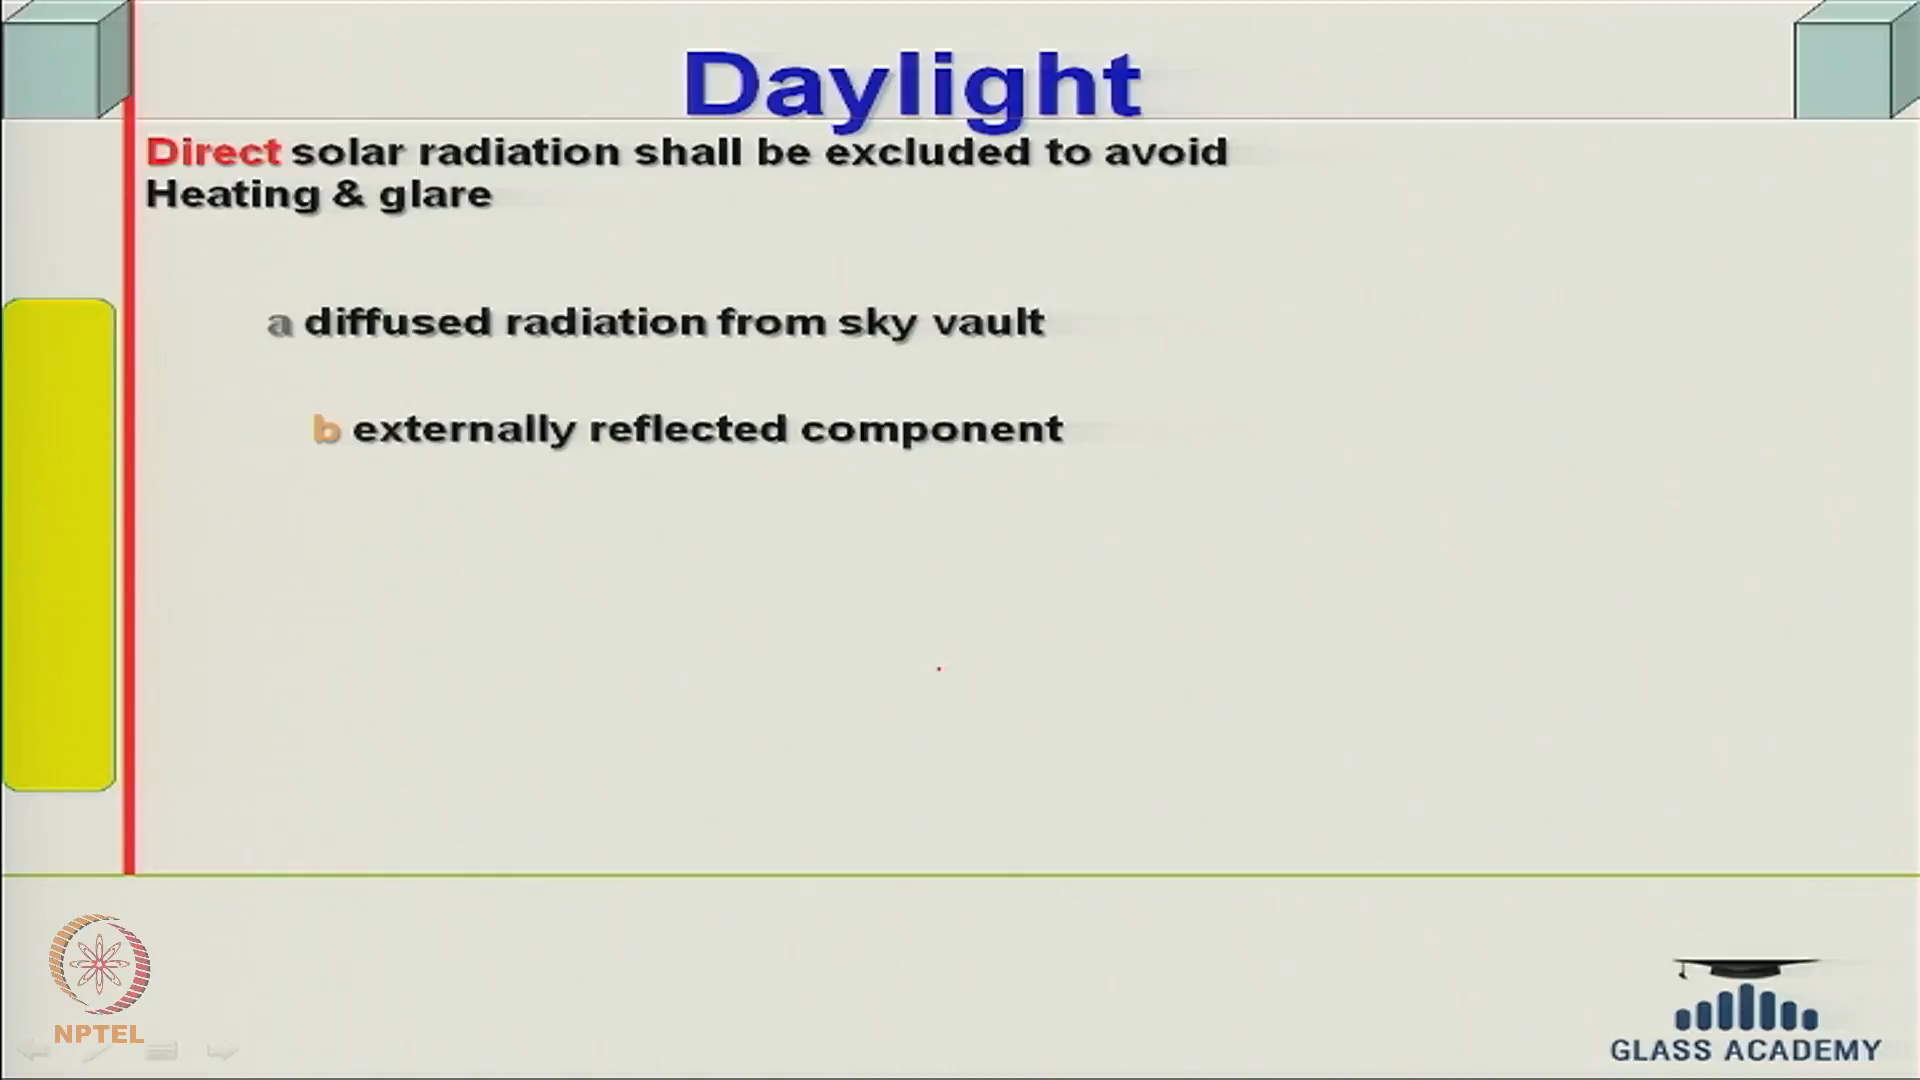 Daylight
Direct solar radiation shall be excluded to avoid
Heating & glare
a diffused radiation from sky vault
b externally reflected component
NPTEL
GLASS ACADEMY